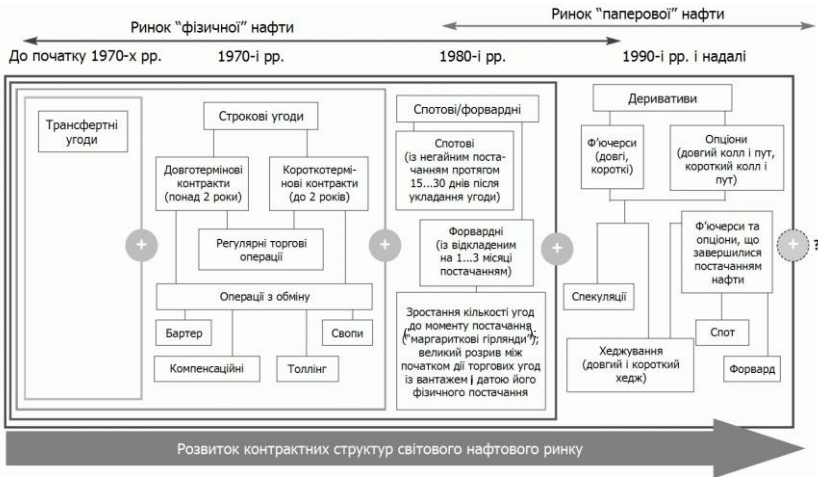 Ринок “фізичної” нафти
Ринок “паперової” нафти
До початку 1970-х рр.
1970-і рр.
1980-і рр.
1990-і рр. і надалі
Трансфертні
угоди
+
Строкові угоди
Довготермінові
контракти
(понад 2 роки)
Короткотермі-
нові контракти
(до 2 років)
Регулярні торгові
операції
Операції з обміну
Бартер
Свопи
Компенсаційні
Толлінг
+
Спотові/форвардні
Спотові
(із негайним поста-
чанням протягом
15...30 днів після
укладання угоди)
Форвардні
(із відкладеним
на 1...3 місяці
постачанням)
Зростання кількості угод
до моменту постачання
(“маргариткові гірлянди”);
великий розрив між
початком дії торгових угод
із вантажем і датою його
фізичного постачання
+
Деривативи
Ф’ючерси
(довгі,
короткі)
Опціони
(довгий колл і пут,
короткий колл і
пут)
Ф’ючерси та
опціони, що
завершилися
постачанням
нафти
Спекуляції
Хеджування
(довгий і короткий
хедж)
Спот
Форвард
+ ?
Розвиток контрактних структур світового нафтового ринку